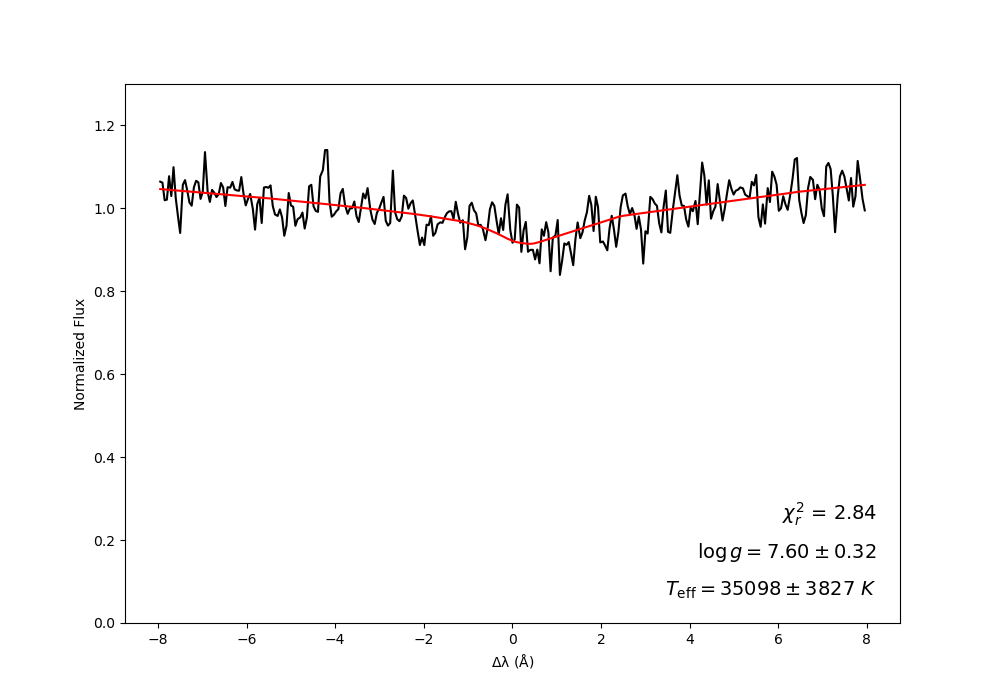 1.2
1.0
0.8
0.6
0.4
0.2
0.0
Normalized Flux
χ²ᵣ = 2.84
log g = 7.60 ± 0.32
T_eff = 35098 ± 3827 K
−8 −6 −4 −2 0 2 4 6 8
Δλ (Å)